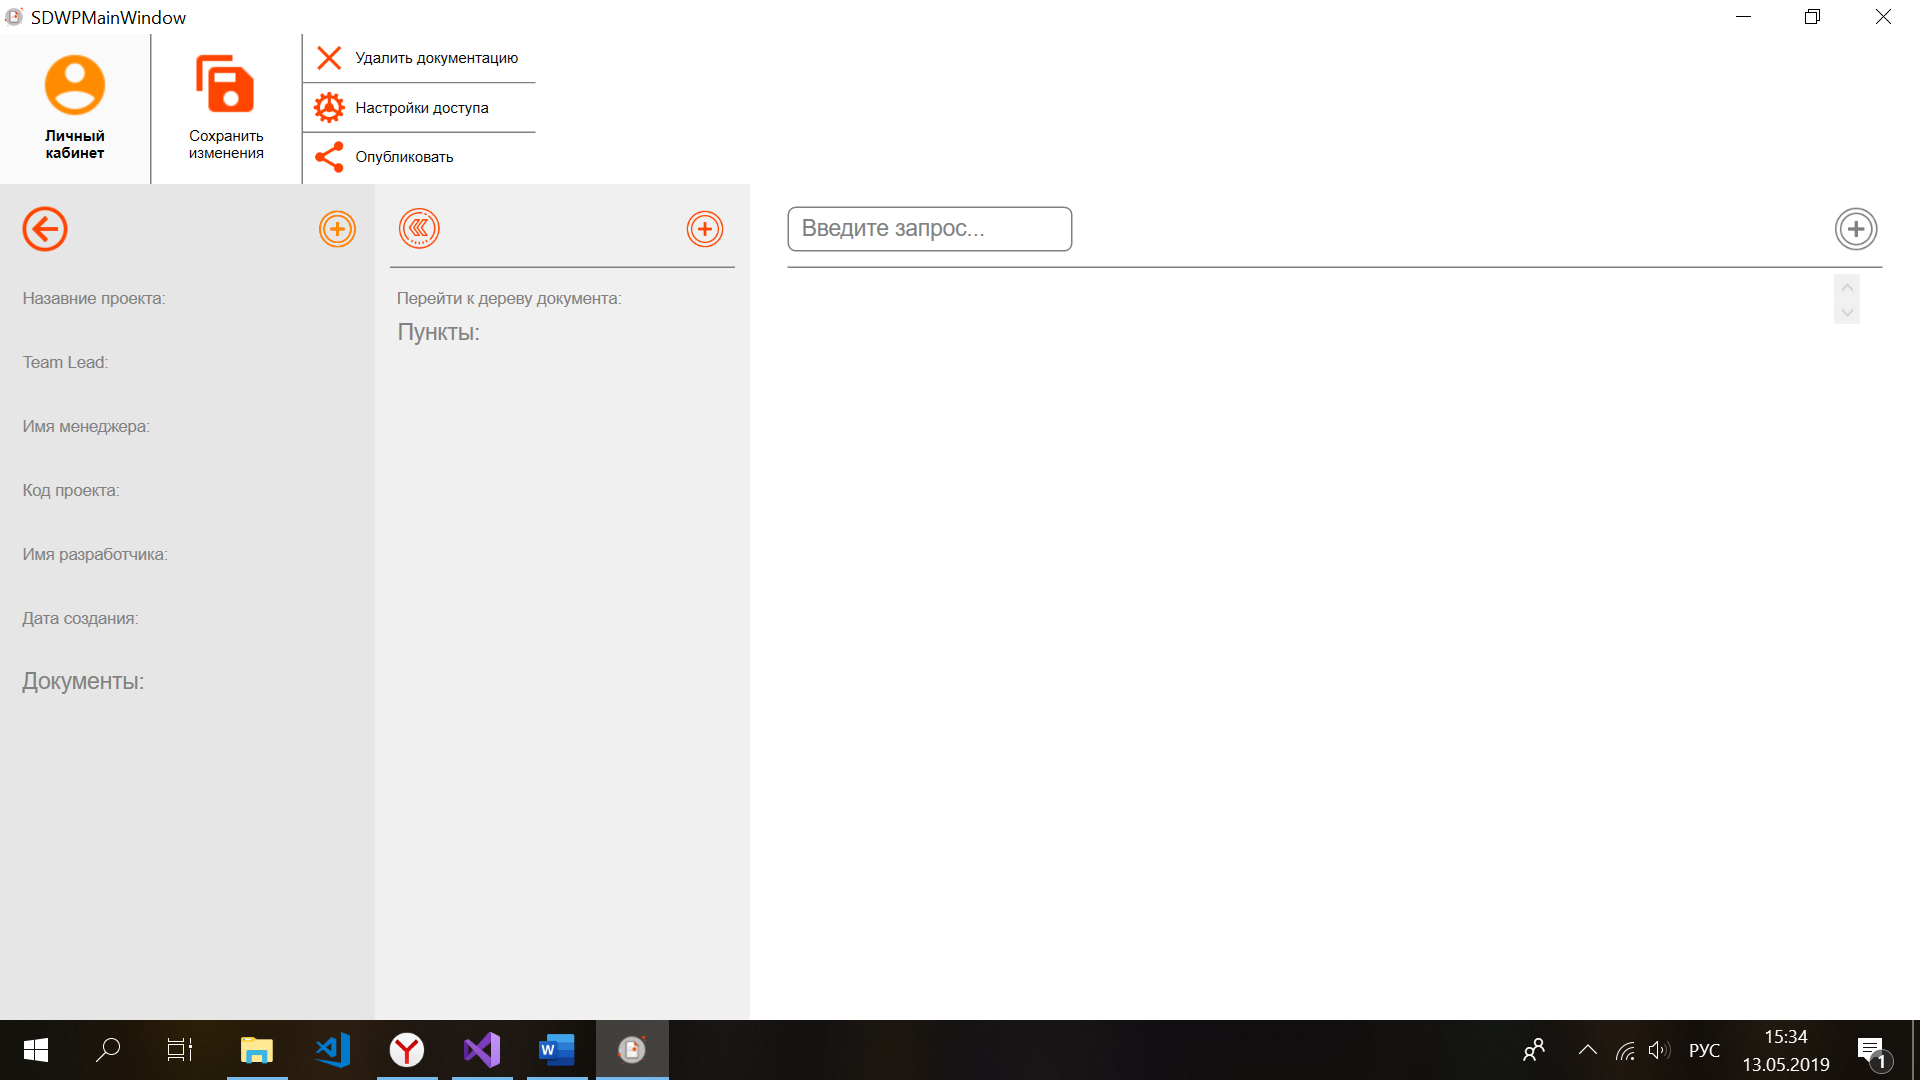 SDWPMainWindow
Личный
кабинет
Сохранить
изменения
Удалить документацию
Настройки доступа
Опубликовать
Назавние проекта:
Team Lead:
Имя менеджера:
Код проекта:
Имя разработчика:
Дата создания:
Документы:
Перейти к дереву документа:
Пункты:
Введите запрос...
W
РУС
15:34
13.05.2019
1